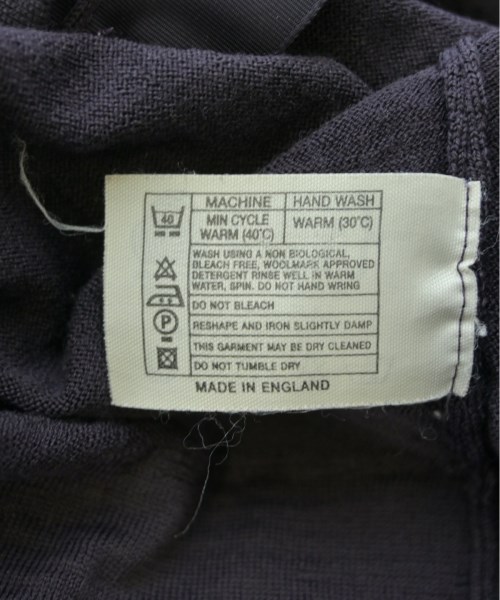 MACHINE HAND WASH
40 MIN CYCLE WARM (30°C)
WARM (40°C)
WASH USING A NON BIOLOGICAL,
BLEACH FREE, WOOLMARK APPROVED
DETERGENT RINSE WELL IN WARM
WATER, SPIN. DO NOT HAND WRING
DO NOT BLEACH
P RESHAPE AND IRON SLIGHTLY DAMP
THIS GARMENT MAY BE DRY CLEANED
DO NOT TUMBLE DRY
MADE IN ENGLAND